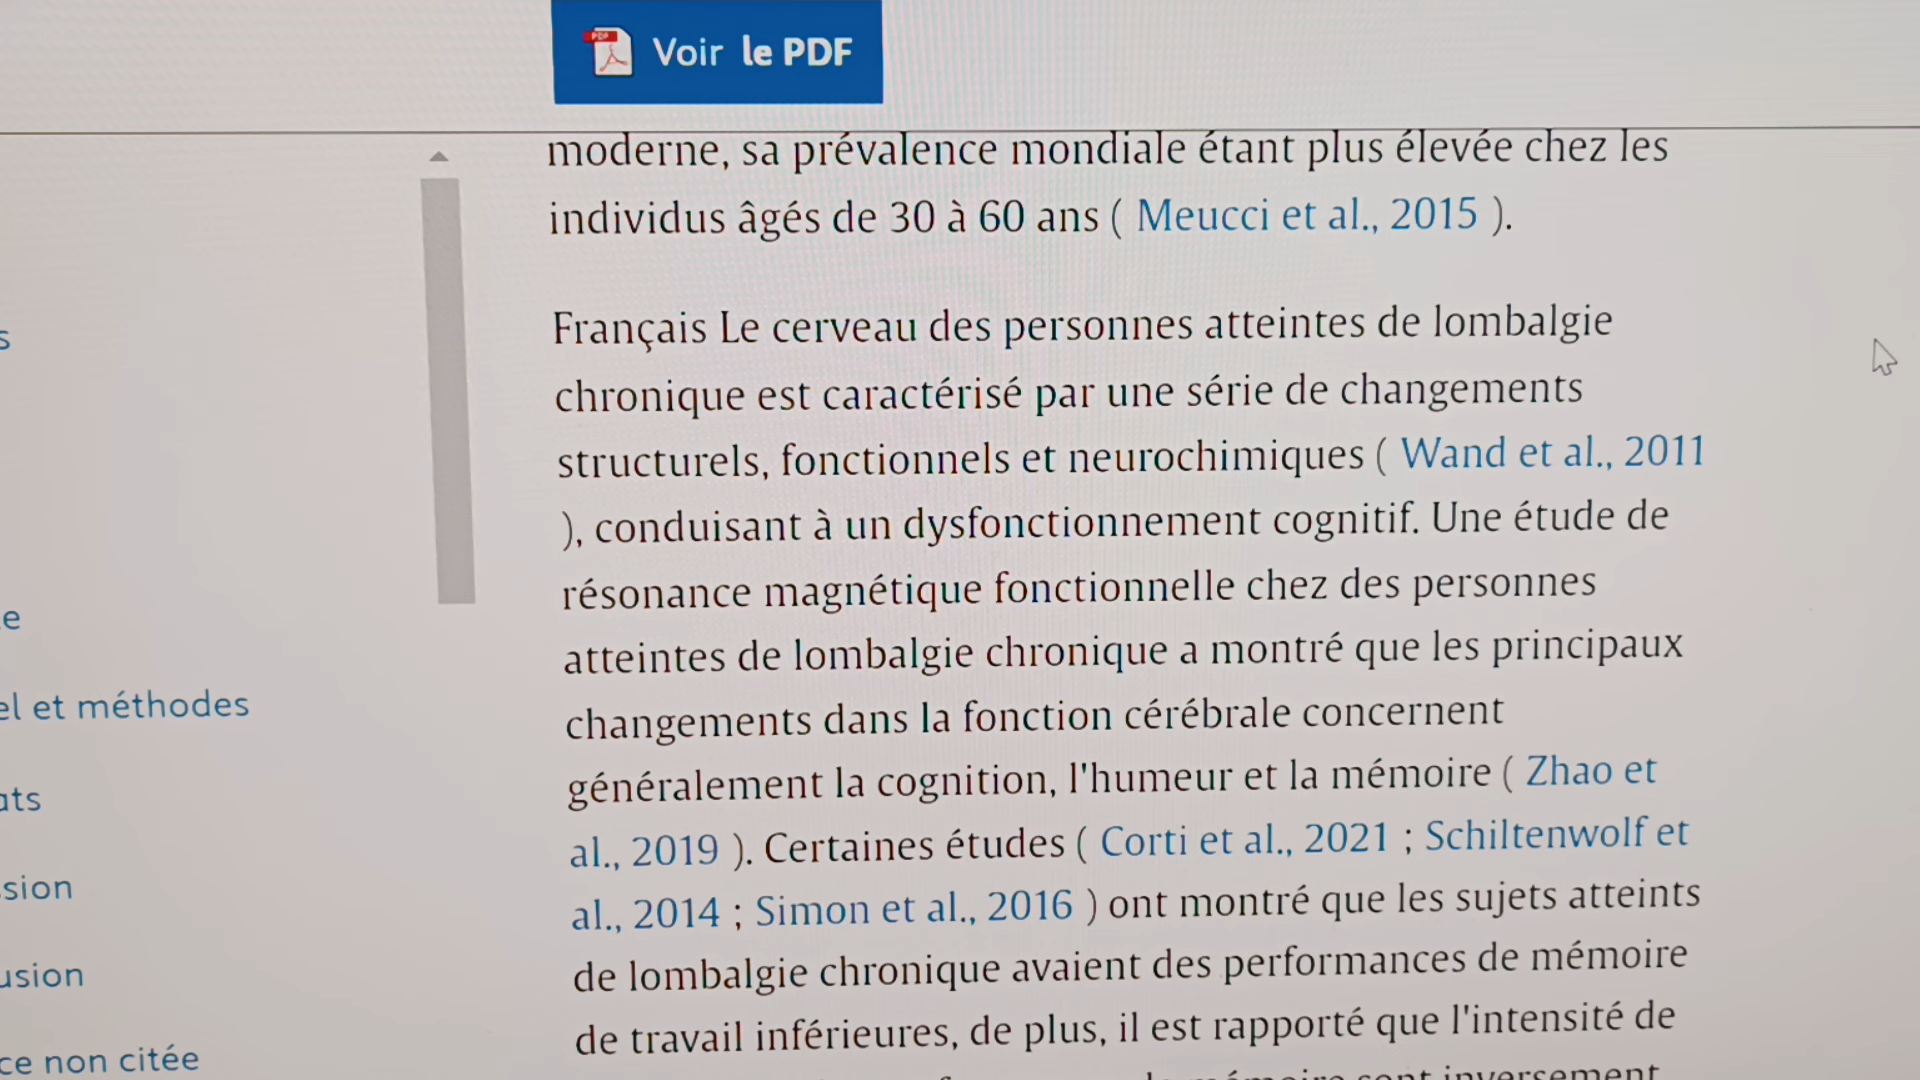 Voir le PDF
moderne, sa prévalence mondiale étant plus élevée chez les
individus âgés de 30 à 60 ans ( Meucci et al., 2015 ).
Français Le cerveau des personnes atteintes de lombalgie
chronique est caractérisé par une série de changements
structurels, fonctionnels et neurochimiques ( Wand et al., 2011
), conduisant à un dysfonctionnement cognitif. Une étude de
résonance magnétique fonctionnelle chez des personnes
atteintes de lombalgie chronique a montré que les principaux
changements dans la fonction cérébrale concernent
généralement la cognition, l'humeur et la mémoire ( Zhao et
al., 2019 ). Certaines études ( Corti et al., 2021 ; Schiltenwolf et
al., 2014 ; Simon et al., 2016 ) ont montré que les sujets atteints
de lombalgie chronique avaient des performances de mémoire
de travail inférieures, de plus, il est rapporté que l'intensité de
la mémoire sont inversement
s
e
el et méthodes
ats
ssion
usion
ce non citée